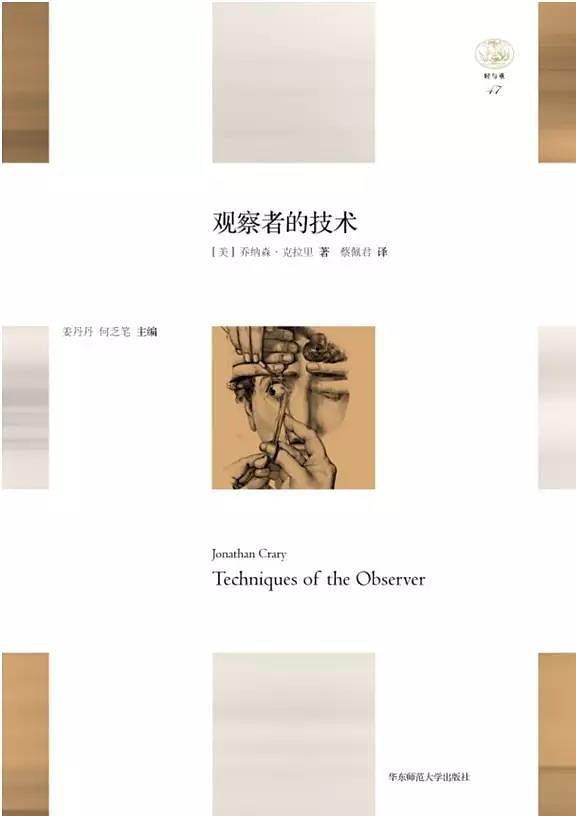 轻与重
47
观察者的技术
[美] 乔纳森·克拉里 著 蔡佩君 译
姜丹丹 何乏笔 主编
Jonathan Crary
Techniques of the Observer
华东师范大学出版社